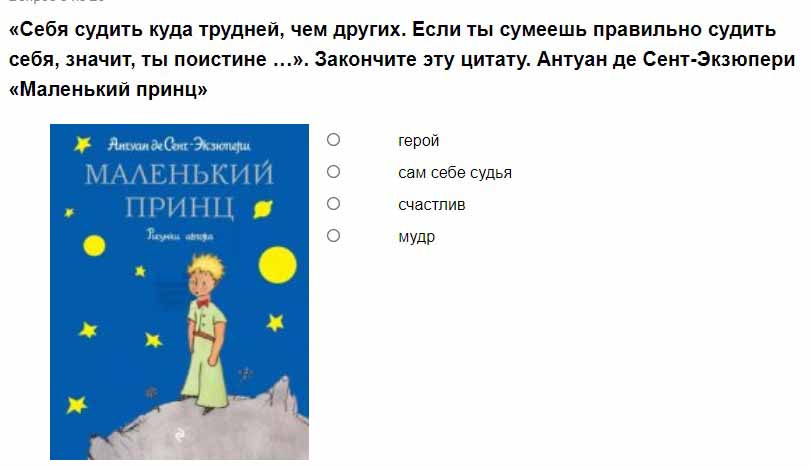 «Себя судить куда трудней, чем других. Если ты сумеешь правильно судить
себя, значит, ты поистине …». Закончите эту цитату. Антуан де Сент-Экзюпери
«Маленький принц»
Антуан де Сент-Экзюпери
МАЛЕНЬКИЙ
ПРИНЦ
Рисунки автора
герой
сам себе судья
счастлив
мудр